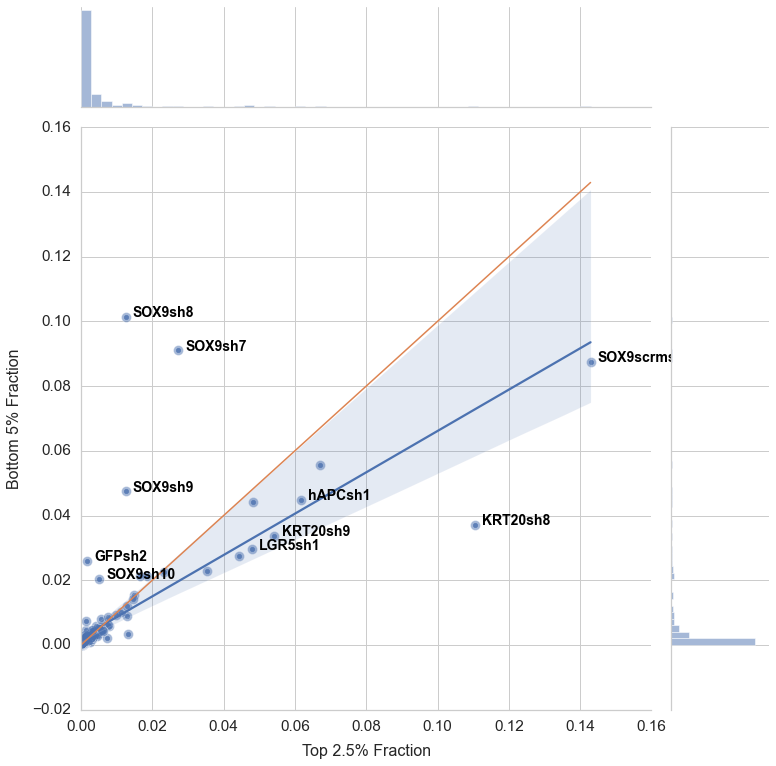 0.16
0.14
0.12
0.10
0.08
0.06
0.04
0.02
0.00
−0.02
Bottom 5% Fraction
SOX9sh8
SOX9sh7
SOX9scrms
SOX9sh9
hAPCsh1
KRT20sh8
KRT20sh9
LGR5sh1
GFPsh2
SOX9sh10
0.00 0.02 0.04 0.06 0.08 0.10 0.12 0.14 0.16
Top 2.5% Fraction